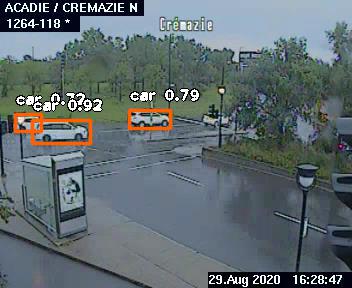 ACADIE / CREMAZIE N
1264-118 *
Crémazie
car 0.72
car 0.92
car 0.79
29.Aug 2020 16:28:47